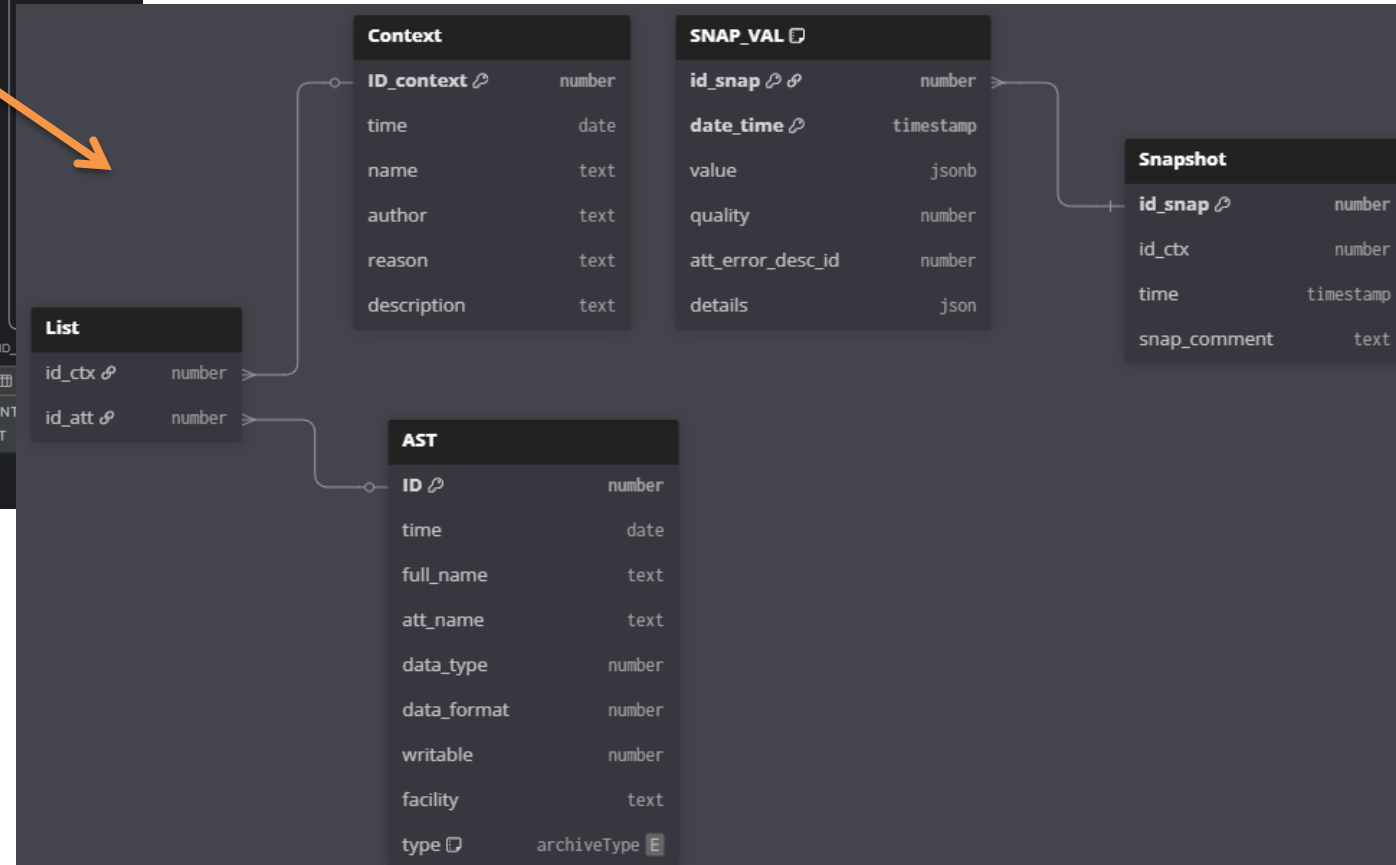 Context
ID_context number
time date
name text
author text
reason text
description text
SNAP_VAL
id_snap number
date_time timestamp
value jsonb
quality number
att_error_desc_id number
details json
Snapshot
id_snap number
id_ctx number
time timestamp
snap_comment text
List
id_ctx number
id_att number
AST
ID number
time date
full_name text
att_name text
data_type number
data_format number
writable number
facility text
type archiveType E
ID_
NT
T